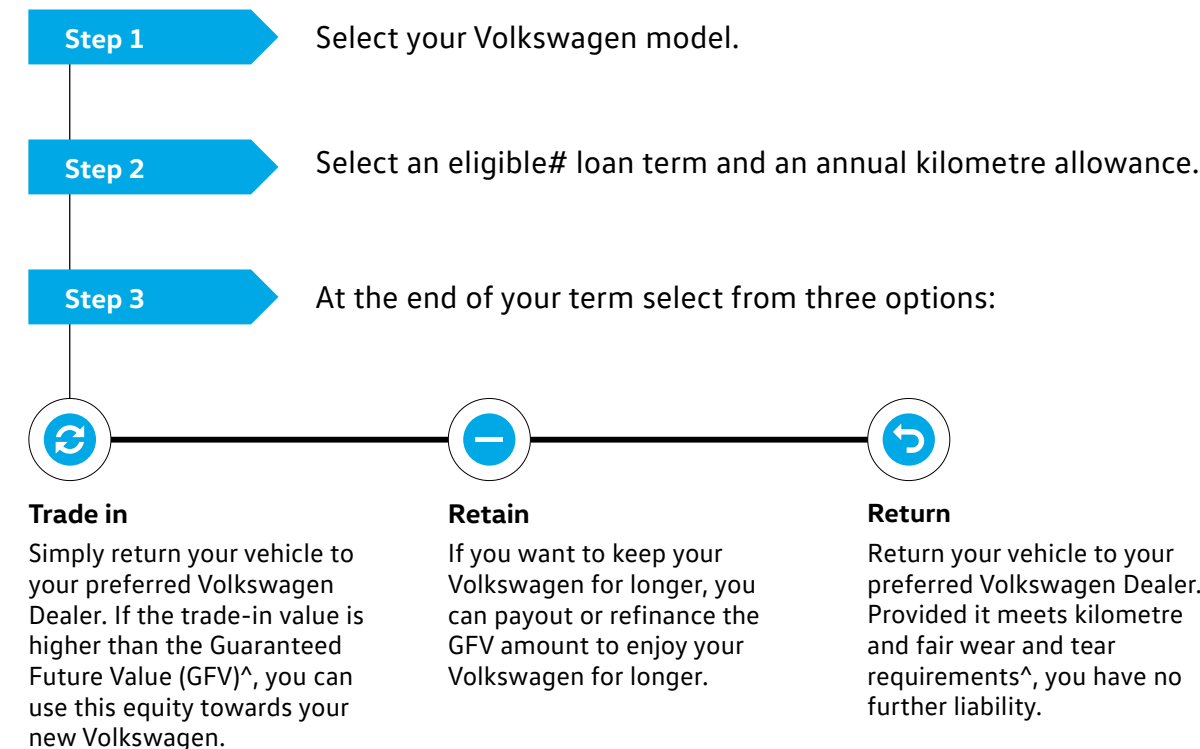 Step 1
Select your Volkswagen model.
Step 2
Select an eligible# loan term and an annual kilometre allowance.
Step 3
At the end of your term select from three options:
Trade in
Simply return your vehicle to
your preferred Volkswagen
Dealer. If the trade-in value is
higher than the Guaranteed
Future Value (GFV)^, you can
use this equity towards your
new Volkswagen.
Retain
If you want to keep your
Volkswagen for longer, you
can payout or refinance the
GFV amount to enjoy your
Volkswagen for longer.
Return
Return your vehicle to your
preferred Volkswagen Dealer.
Provided it meets kilometre
and fair wear and tear
requirements^, you have no
further liability.